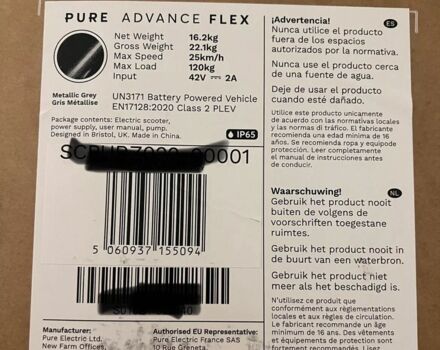 PURE ADVANCE FLEX
Net Weight 16.2kg
Gross Weight 22.1kg
Max Speed 25km/h
Max Load 120kg
Input 42V ⎓ 2A
Metallic Grey
Gris Métallise
UN3171 Battery Powered Vehicle
EN17128:2020 Class 2 PLEV
Package contents: Electric scooter,
power supply, user manual, pump.
Designed in Bristol, UK. Made in China.
IP65
00001
5 060937 155094
Manufacturer:
Pure Electric Ltd
New Farm Offices,
Authorised EU Representative:
Pure Electric France SAS
10 Rue Greneta,
¡Advertencia!
ES
Nunca utilice el producto
fuera de los espacios
autorizados por la normativa.
Nunca use el producto cerca
de una fuente de agua.
Deje de usar el producto
cuando esté dañado.
Utilice este producto unicamente
de acuerdo con las normativas locales
y las normas di tráfico. El fabricante
recomienda una edad mínima de 16
años. Se recomienda ropa y equipode
protección. Leer completamente
el manual de instrucciones antes
de conducir.
Waarschuwing!
NL
Gebruik het product nooit
buiten de volgens de
voorschriften toegestane
ruimtes.
Gebruik het product nooit in
de buurt van een waterbron.
Gebruik het product niet
meer als het beschadigd is.
N'utilisez ce produit que
conformément aux réglementations
locales et aux règles de circulation.
Le fabricant recommande un âge
minimum de 16 ans. Des vêtements
et équipements de protection sont